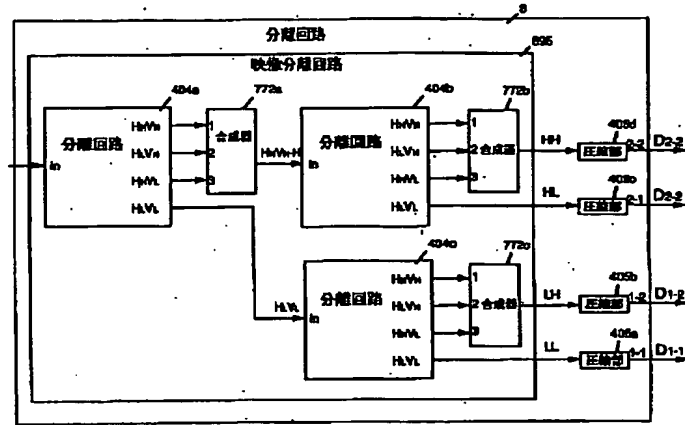 3
分離回路
895
映像分離回路
404a
772a
404b
772b
分離回路
in
HHVH
HLVH
HHVL
HLVL
1
2
3
合成器
HHVH-H
分離回路
in
HHVH
HLVH
HHVL
HLVL
1
2
3
合成器
HH
405d
圧縮部
2-2
D2-2
HL
圧縮部
2-1
D2-2
404c
772c
HLVL
分離回路
in
HHVH
HLVH
HHVL
HLVL
1
2
3
合成器
LH
405b
圧縮部
1-2
D1-2
LL
405a
圧縮部
1-1
D1-1